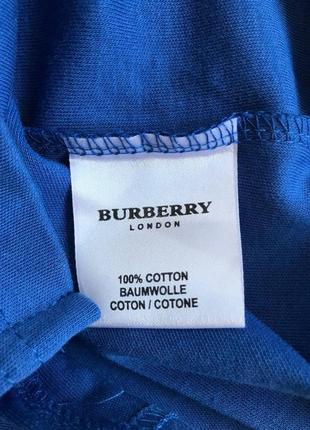 BURBERRY
LONDON
100% COTTON
BAUMWOLLE
COTON / COTONE